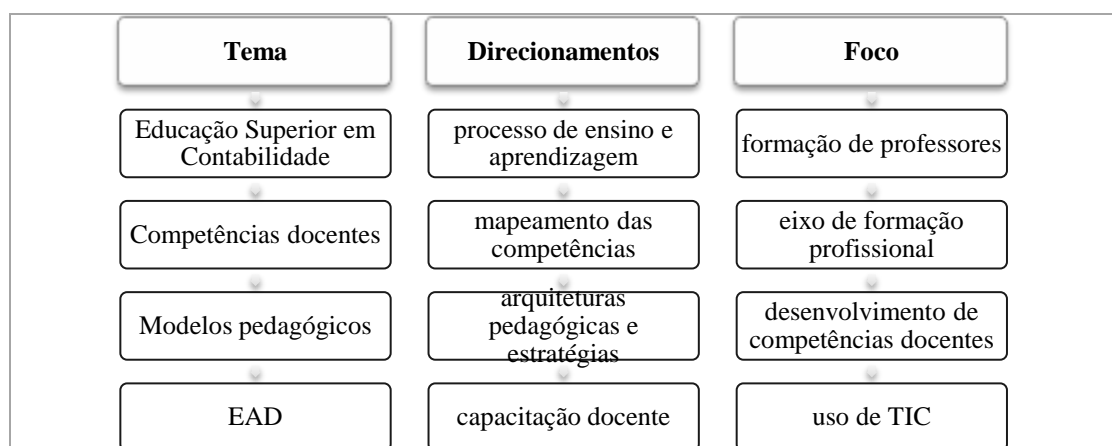 Tema
Direcionamentos
Foco
Educação Superior em
Contabilidade
processo de ensino e
aprendizagem
formação de professores
Competências docentes
mapeamento das
competências
eixo de formação
profissional
Modelos pedagógicos
arquiteturas
pedagógicas e
estratégias
desenvolvimento de
competências docentes
EAD
capacitação docente
uso de TIC